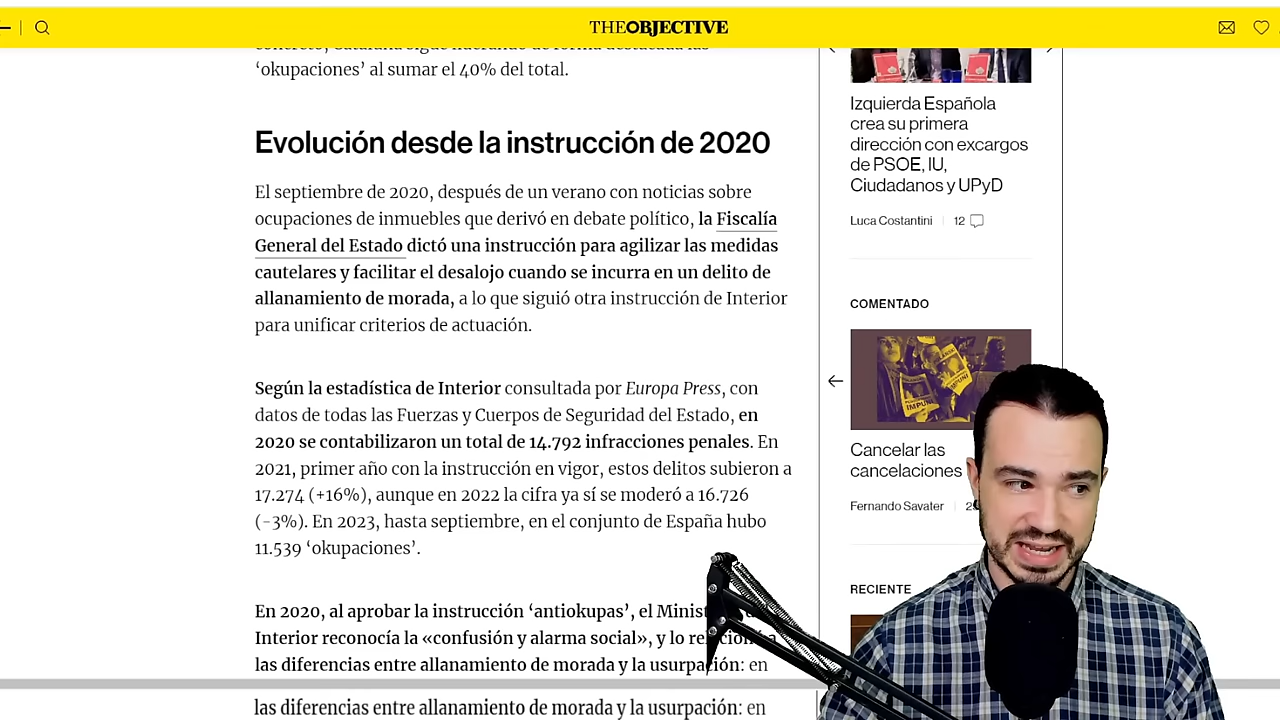 THEOBJECTIVE
concreto, Cataluña sigue liderando de forma destacada las
‘okupaciones’ al sumar el 40% del total.
Evolución desde la instrucción de 2020
El septiembre de 2020, después de un verano con noticias sobre
ocupaciones de inmuebles que derivó en debate político, la Fiscalía
General del Estado dictó una instrucción para agilizar las medidas
cautelares y facilitar el desalojo cuando se incurra en un delito de
allanamiento de morada, a lo que siguió otra instrucción de Interior
para unificar criterios de actuación.
Según la estadística de Interior consultada por Europa Press, con
datos de todas las Fuerzas y Cuerpos de Seguridad del Estado, en
2020 se contabilizaron un total de 14.792 infracciones penales. En
2021, primer año con la instrucción en vigor, estos delitos subieron a
17.274 (+16%), aunque en 2022 la cifra ya sí se moderó a 16.726
(-3%). En 2023, hasta septiembre, en el conjunto de España hubo
11.539 ‘okupaciones’.
En 2020, al aprobar la instrucción ‘antiokupas’, el
Interior reconocía la «confusión y alarma social», y lo
las diferencias entre allanamiento de morada y la usurpación: en
las diferencias entre allanamiento de morada y la usurpación: en
Izquierda Española
crea su primera
dirección con excargos
de PSOE, IU,
Ciudadanos y UPyD
Luca Costantini 12
COMENTADO
IMPUNI
Cancelar las
cancelaciones
Fernando Savater
RECIENTE